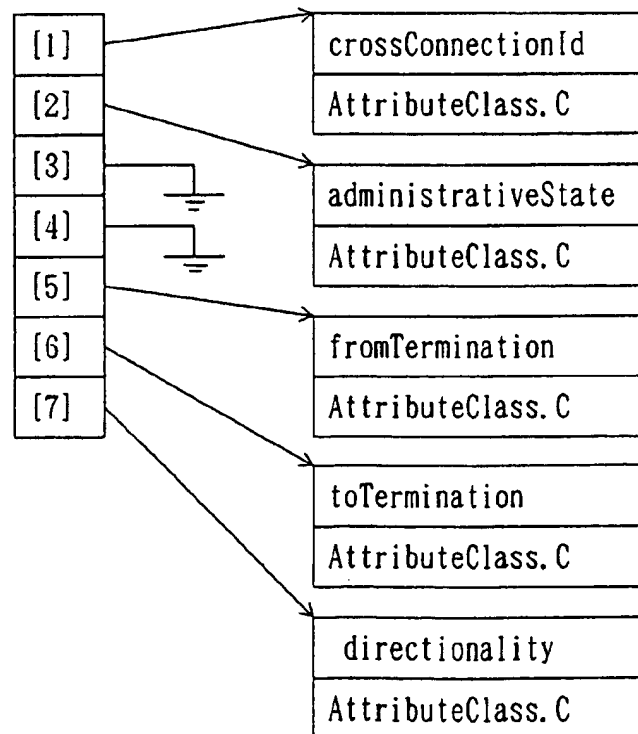 [1]
[2]
[3]
[4]
[5]
[6]
[7]
crossConnectionId
AttributeClass.C
administrativeState
AttributeClass.C
fromTermination
AttributeClass.C
toTermination
AttributeClass.C
directionality
AttributeClass.C